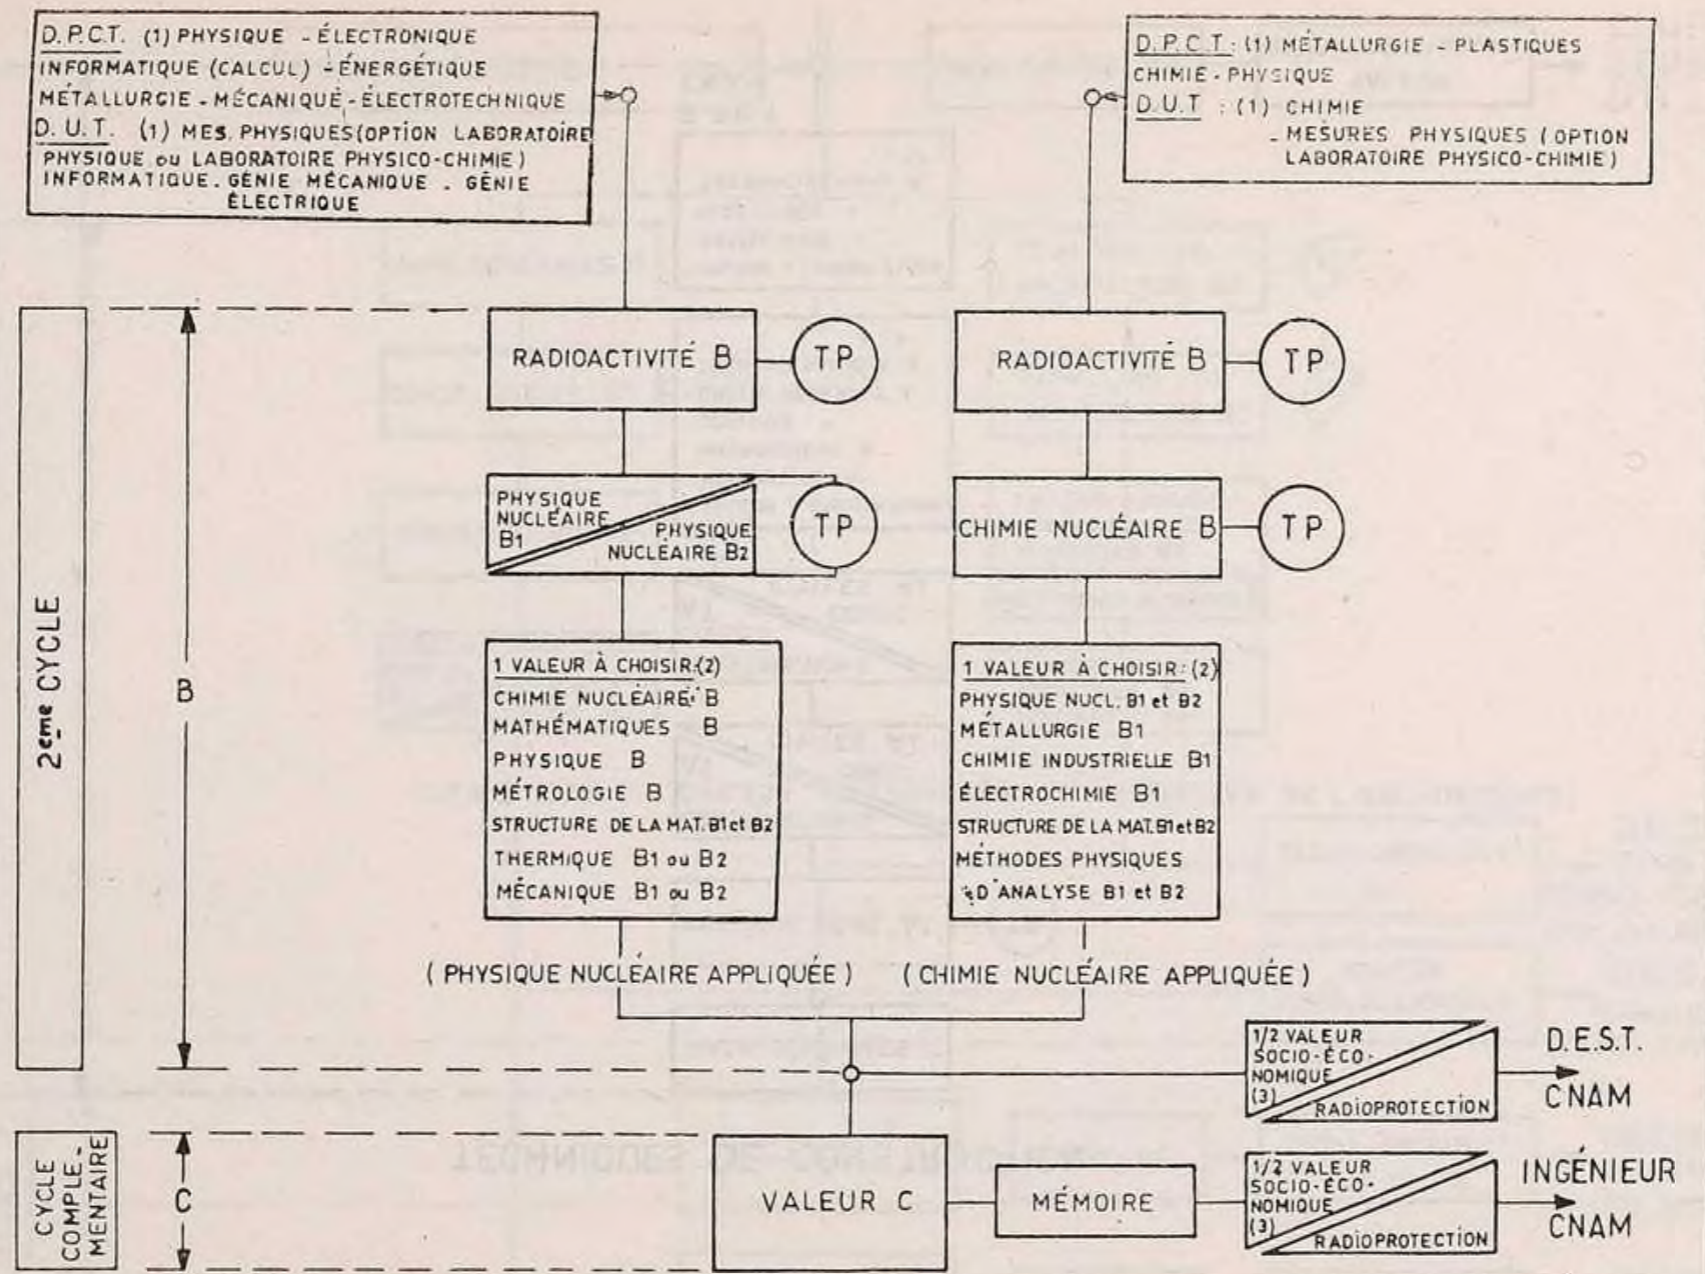 D.P.C.T. (1) PHYSIQUE - ÉLECTRONIQUE
INFORMATIQUE (CALCUL) - ÉNERGÉTIQUE
MÉTALLURGIE - MÉCANIQUE - ÉLECTROTECHNIQUE
D.U.T. (1) MES. PHYSIQUES (OPTION LABORATOIRE
PHYSIQUE ou LABORATOIRE PHYSICO-CHIMIE)
INFORMATIQUE. GÉNIE MÉCANIQUE. GÉNIE
ÉLECTRIQUE
D.P.C.T : (1) MÉTALLURGIE - PLASTIQUES
CHIMIE - PHYSIQUE
D.U.T : (1) CHIMIE
- MESURES PHYSIQUES (OPTION
LABORATOIRE PHYSICO-CHIMIE)
2eme CYCLE
B
RADIOACTIVITÉ B
TP
RADIOACTIVITÉ B
TP
PHYSIQUE
NUCLÉAIRE
B1
PHYSIQUE
NUCLÉAIRE B2
TP
CHIMIE NUCLÉAIRE B
TP
1 VALEUR À CHOISIR:(2)
CHIMIE NUCLÉAIRE B
MATHÉMATIQUES B
PHYSIQUE B
MÉTROLOGIE B
STRUCTURE DE LA MAT. B1 et B2
THERMIQUE B1 ou B2
MÉCANIQUE B1 ou B2
1 VALEUR À CHOISIR: (2)
PHYSIQUE NUCL. B1 et B2
MÉTALLURGIE B1
CHIMIE INDUSTRIELLE B1
ÉLECTROCHIMIE B1
STRUCTURE DE LA MAT. B1 et B2
MÉTHODES PHYSIQUES
D'ANALYSE B1 et B2
(PHYSIQUE NUCLÉAIRE APPLIQUÉE)
(CHIMIE NUCLÉAIRE APPLIQUÉE)
1/2 VALEUR
SOCIO-ÉCO-
NOMIQUE
(3)
RADIOPROTECTION
D.E.S.T.
CNAM
CYCLE
COMPLE-
MENTAIRE
C
VALEUR C
MÉMOIRE
1/2 VALEUR
SOCIO-ÉCO-
NOMIQUE
(3)
RADIOPROTECTION
INGÉNIEUR
CNAM